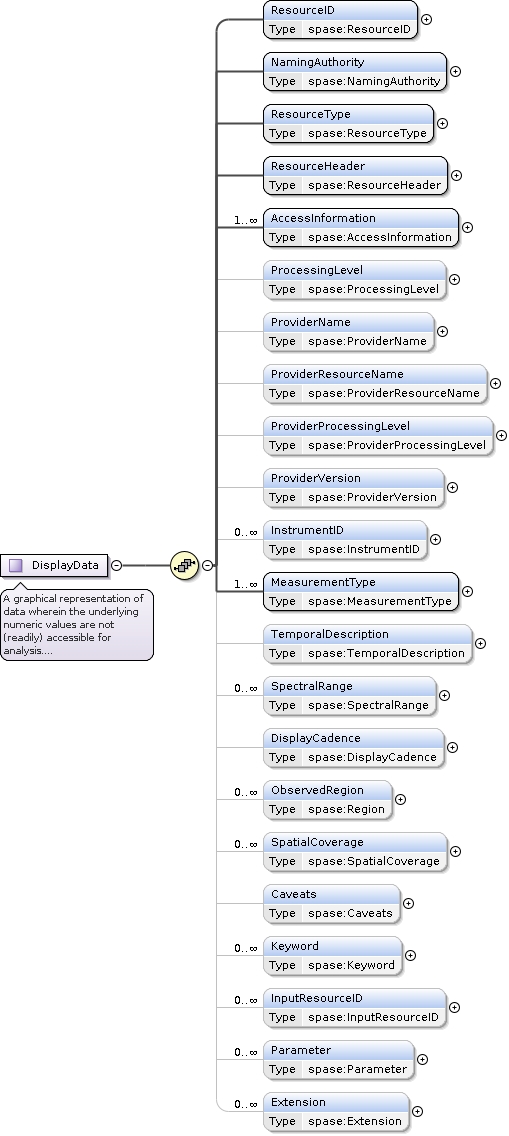 ResourceID
Type spase:ResourceID
NamingAuthority
Type spase:NamingAuthority
ResourceType
Type spase:ResourceType
ResourceHeader
Type spase:ResourceHeader
1..∞
AccessInformation
Type spase:AccessInformation
ProcessingLevel
Type spase:ProcessingLevel
ProviderName
Type spase:ProviderName
ProviderResourceName
Type spase:ProviderResourceName
ProviderProcessingLevel
Type spase:ProviderProcessingLevel
ProviderVersion
Type spase:ProviderVersion
0..∞
InstrumentID
Type spase:InstrumentID
DisplayData
A graphical representation of
data wherein the underlying
numeric values are not
(readily) accessible for
analysis....
1..∞
MeasurementType
Type spase:MeasurementType
TemporalDescription
Type spase:TemporalDescription
0..∞
SpectralRange
Type spase:SpectralRange
DisplayCadence
Type spase:DisplayCadence
0..∞
ObservedRegion
Type spase:Region
0..∞
SpatialCoverage
Type spase:SpatialCoverage
Caveats
Type spase:Caveats
0..∞
Keyword
Type spase:Keyword
0..∞
InputResourceID
Type spase:InputResourceID
0..∞
Parameter
Type spase:Parameter
0..∞
Extension
Type spase:Extension